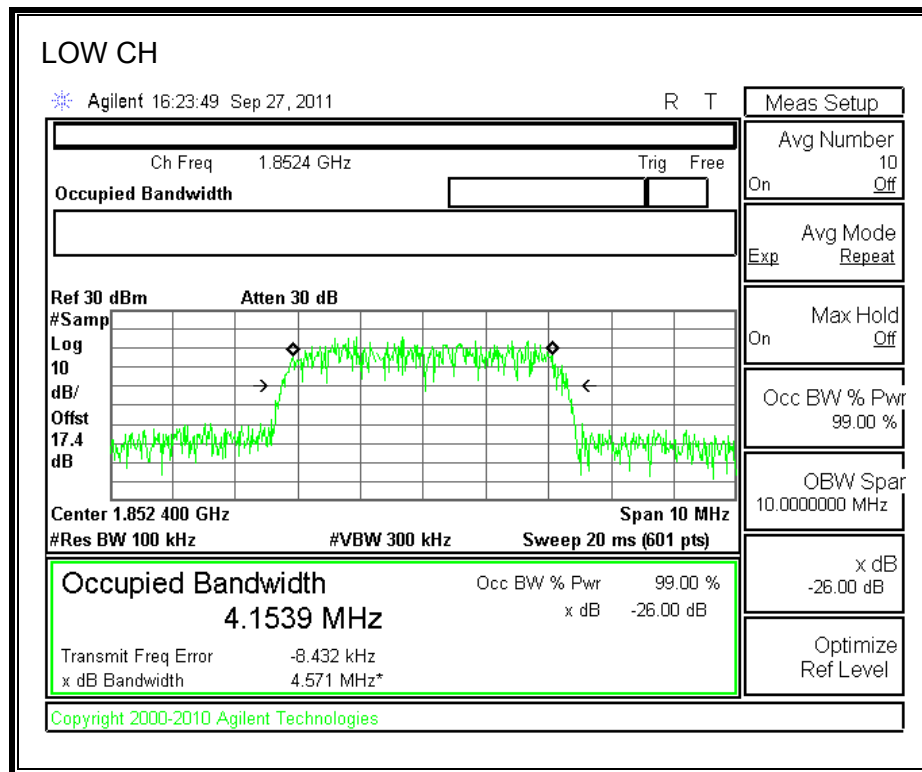 LOW CH
Agilent 16:23:49 Sep 27, 2011 R T
Ch Freq 1.8524 GHz Trig Free
Occupied Bandwidth
Ref 30 dBm Atten 30 dB
#Samp
Log
10
dB/
Offst
17.4
dB
Center 1.852 400 GHz Span 10 MHz
#Res BW 100 kHz #VBW 300 kHz Sweep 20 ms (601 pts)
Occupied Bandwidth Occ BW % Pwr 99.00 %
4.1539 MHz x dB -26.00 dB
Transmit Freq Error -8.432 kHz
x dB Bandwidth 4.571 MHz*
Copyright 2000-2010 Agilent Technologies
Meas Setup
Avg Number
10
On Off
Avg Mode
Exp Repeat
Max Hold
On Off
Occ BW % Pwr
99.00 %
OBW Span
10.0000000 MHz
x dB
-26.00 dB
Optimize
Ref Level